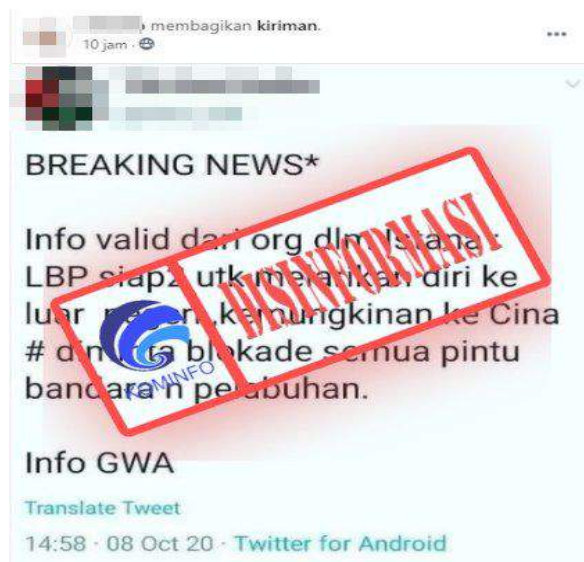 membagikan kiriman.
10 jam ·
BREAKING NEWS*
Info valid dari org dlm Istana:
LBP siap2 utk melarikan diri ke
luar negeri, kemungkinan ke Cina
# diminta blokade semua pintu
bandara n pelabuhan.
DISINFORMASI
KOMINFO
Info GWA
Translate Tweet
14:58 · 08 Oct 20 · Twitter for Android